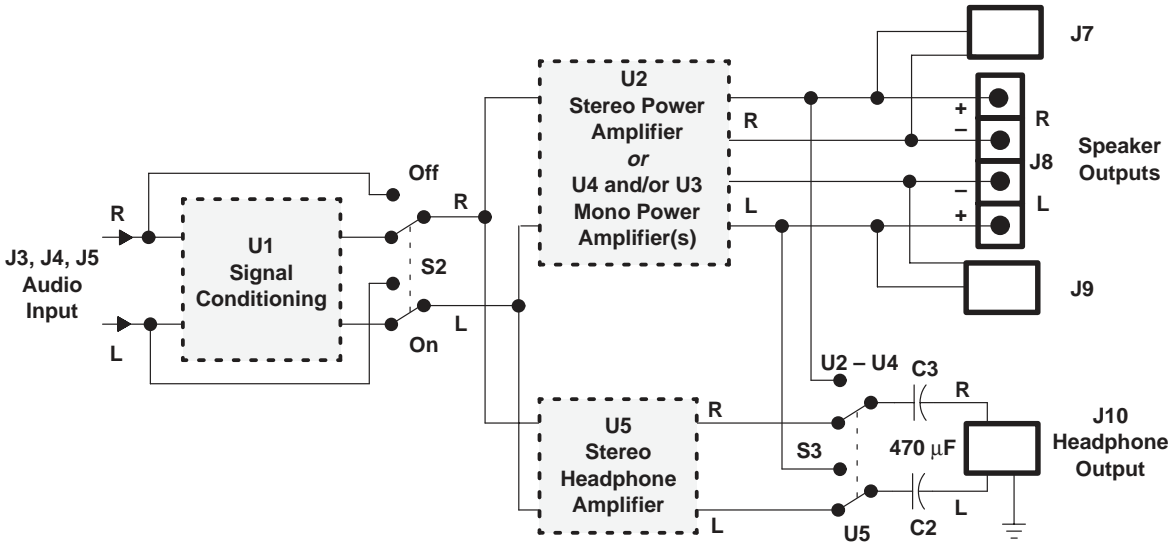 J7
U2
Stereo Power
Amplifier
or
U4 and/or U3
Mono Power
Amplifier(s)
R
L
+
–
–
+
R
J8
L
Speaker
Outputs
J9
J3, J4, J5
Audio
Input
R
L
U1
Signal
Conditioning
Off
S2
On
R
L
U5
Stereo
Headphone
Amplifier
R
L
U2 – U4
S3
U5
C3
R
470 μF
C2
L
J10
Headphone
Output